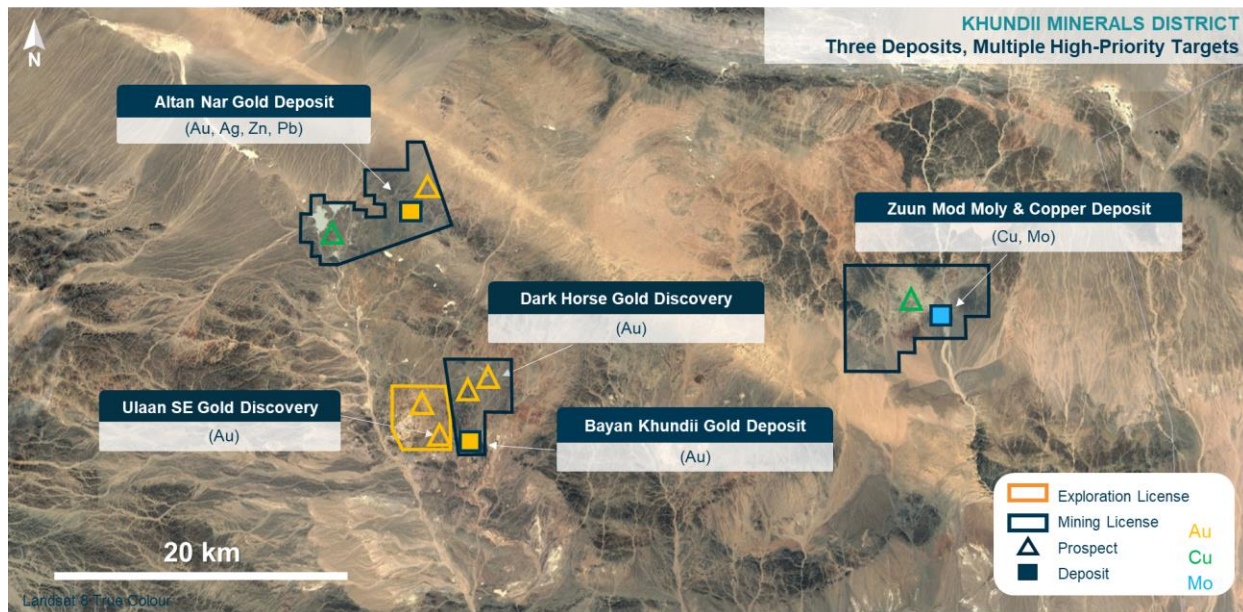 KHUNDII MINERALS DISTRICT
Three Deposits, Multiple High-Priority Targets
N
Altan Nar Gold Deposit
(Au, Ag, Zn, Pb)
Zuun Mod Moly & Copper Deposit
(Cu, Mo)
Dark Horse Gold Discovery
(Au)
Ulaan SE Gold Discovery
(Au)
Bayan Khundii Gold Deposit
(Au)
Exploration License
Mining License
Prospect
Deposit
Au
Cu
Mo
20 km
Landsat 8 True Colour